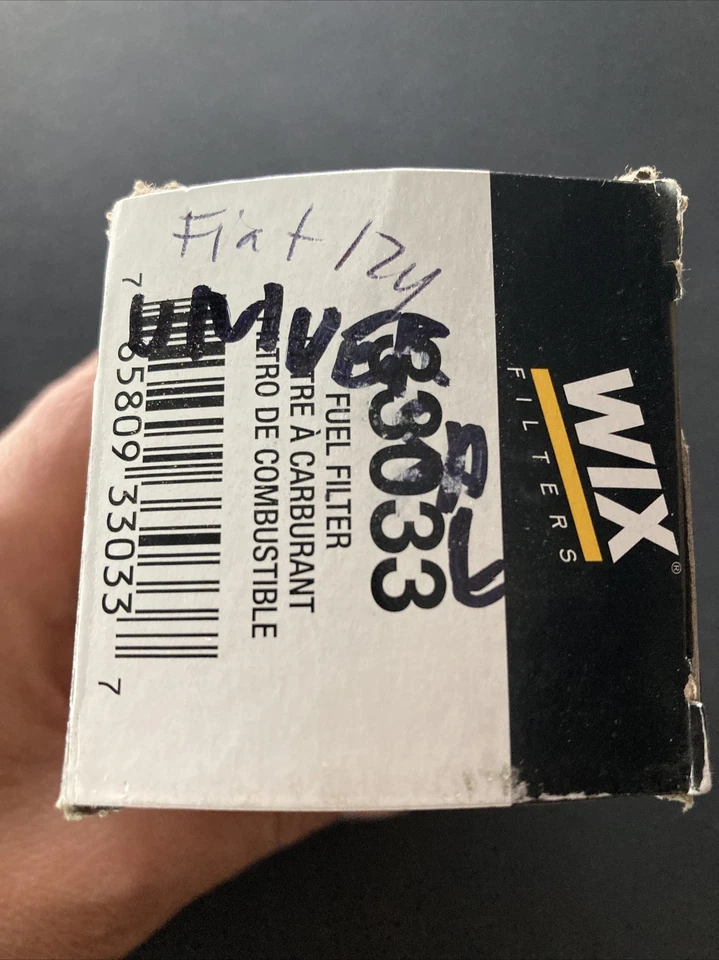 Fiat 124
WIX®
FILTERS
33033
FUEL FILTER
FILTRE À CARBURANT
FILTRO DE COMBUSTIBLE
7 65809 33033 7